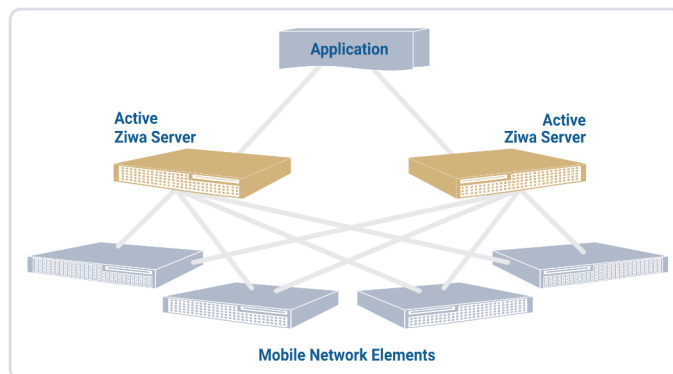 Application
Active
Ziwa Server
Active
Ziwa Server
Mobile Network Elements